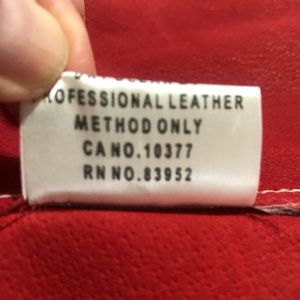 PROFESSIONAL LEATHER
METHOD ONLY
CA NO. 10377
RN NO. 83952